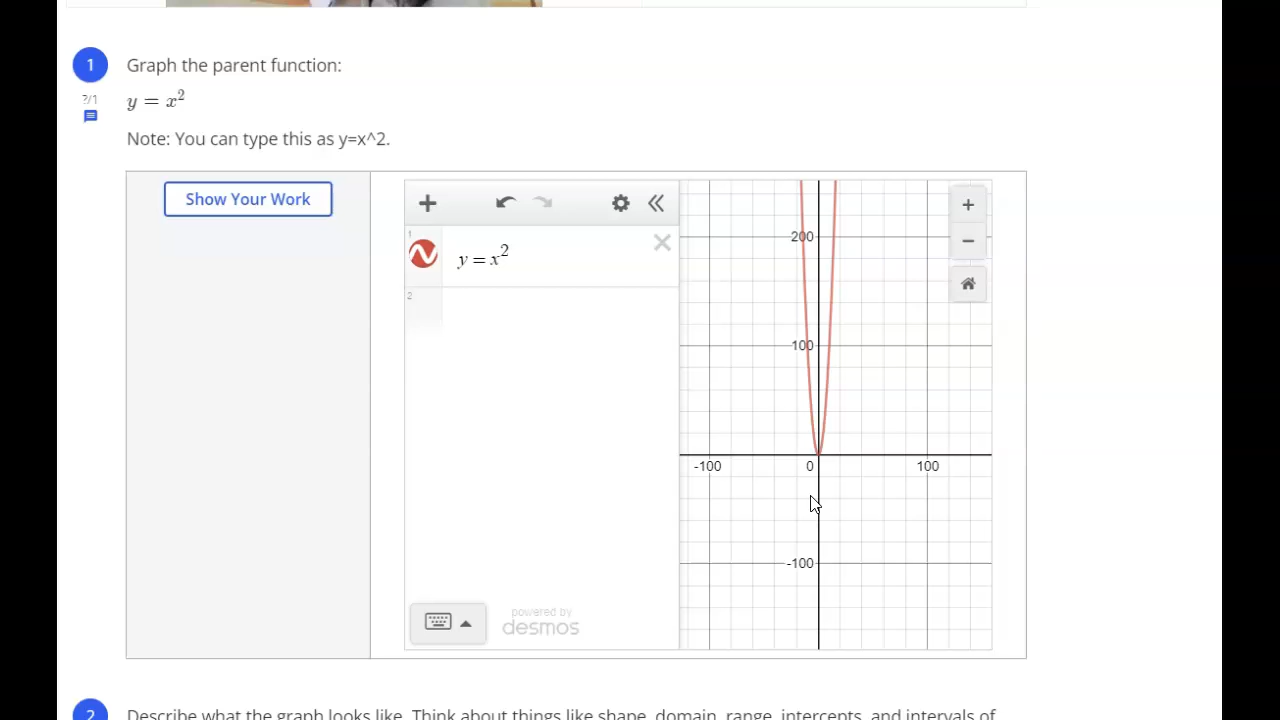 1
Graph the parent function:
?/1
y = x²
Note: You can type this as y=x^2.
Show Your Work
1
y = x²
2
powered by
desmos
200
100
-100
0
100
-100
2
Describe what the graph looks like. Think about things like shape, domain, range, intercepts, and intervals of